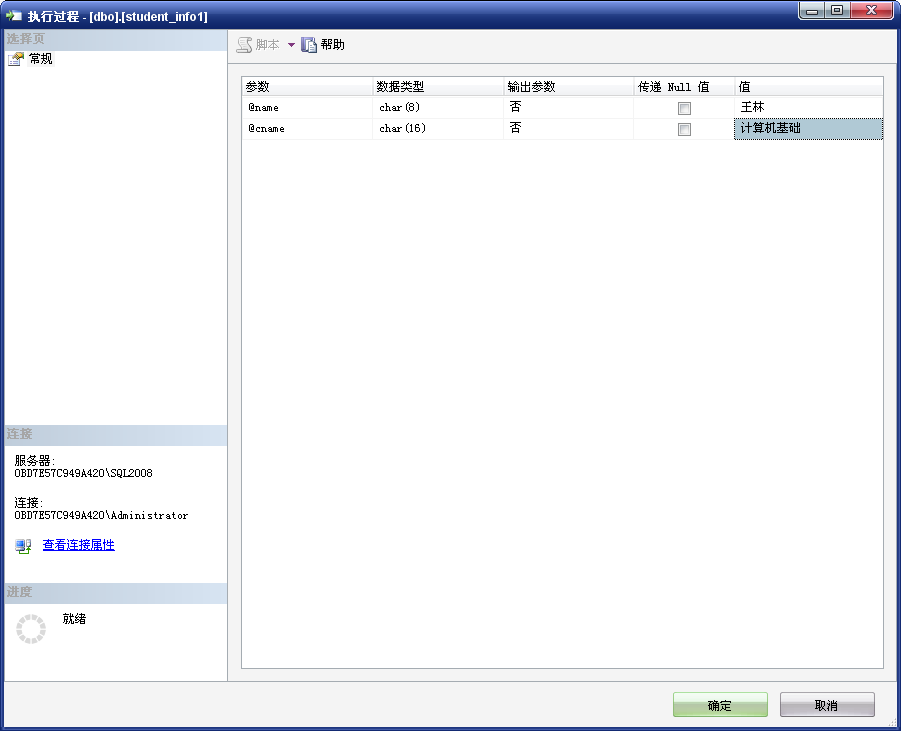 执行过程 - [dbo].[student_info1]
选择页
常规
脚本 帮助
参数 数据类型 输出参数 传递 Null 值 值
@name char(8) 否 王林
@cname char(16) 否 计算机基础
连接
服务器:
0BD7E57C949A420\SQL2008
连接:
0BD7E57C949A420\Administrator
查看连接属性
进度
就绪
确定 取消